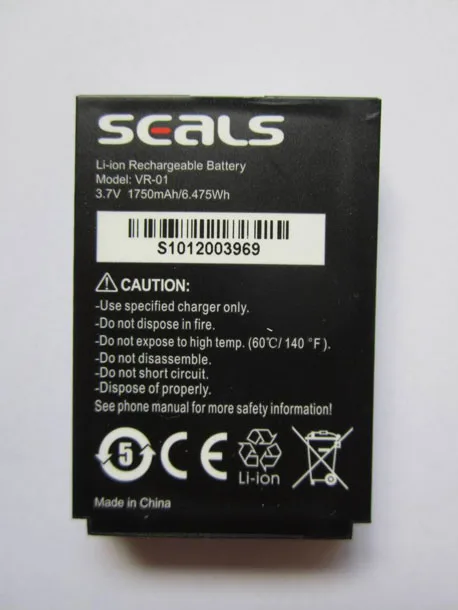 SEALS
Li-ion Rechargeable Battery
Model: VR-01
3.7V 1750mAh/6.475Wh
S1012003969
CAUTION:
-Use specified charger only.
-Do not dispose in fire.
-Do not expose to high temp. (60℃/ 140 °F).
-Do not disassemble.
-Do not short circuit.
-Dispose of properly.
See phone manual for more safety information!
5 CE
Li-ion
Made in China